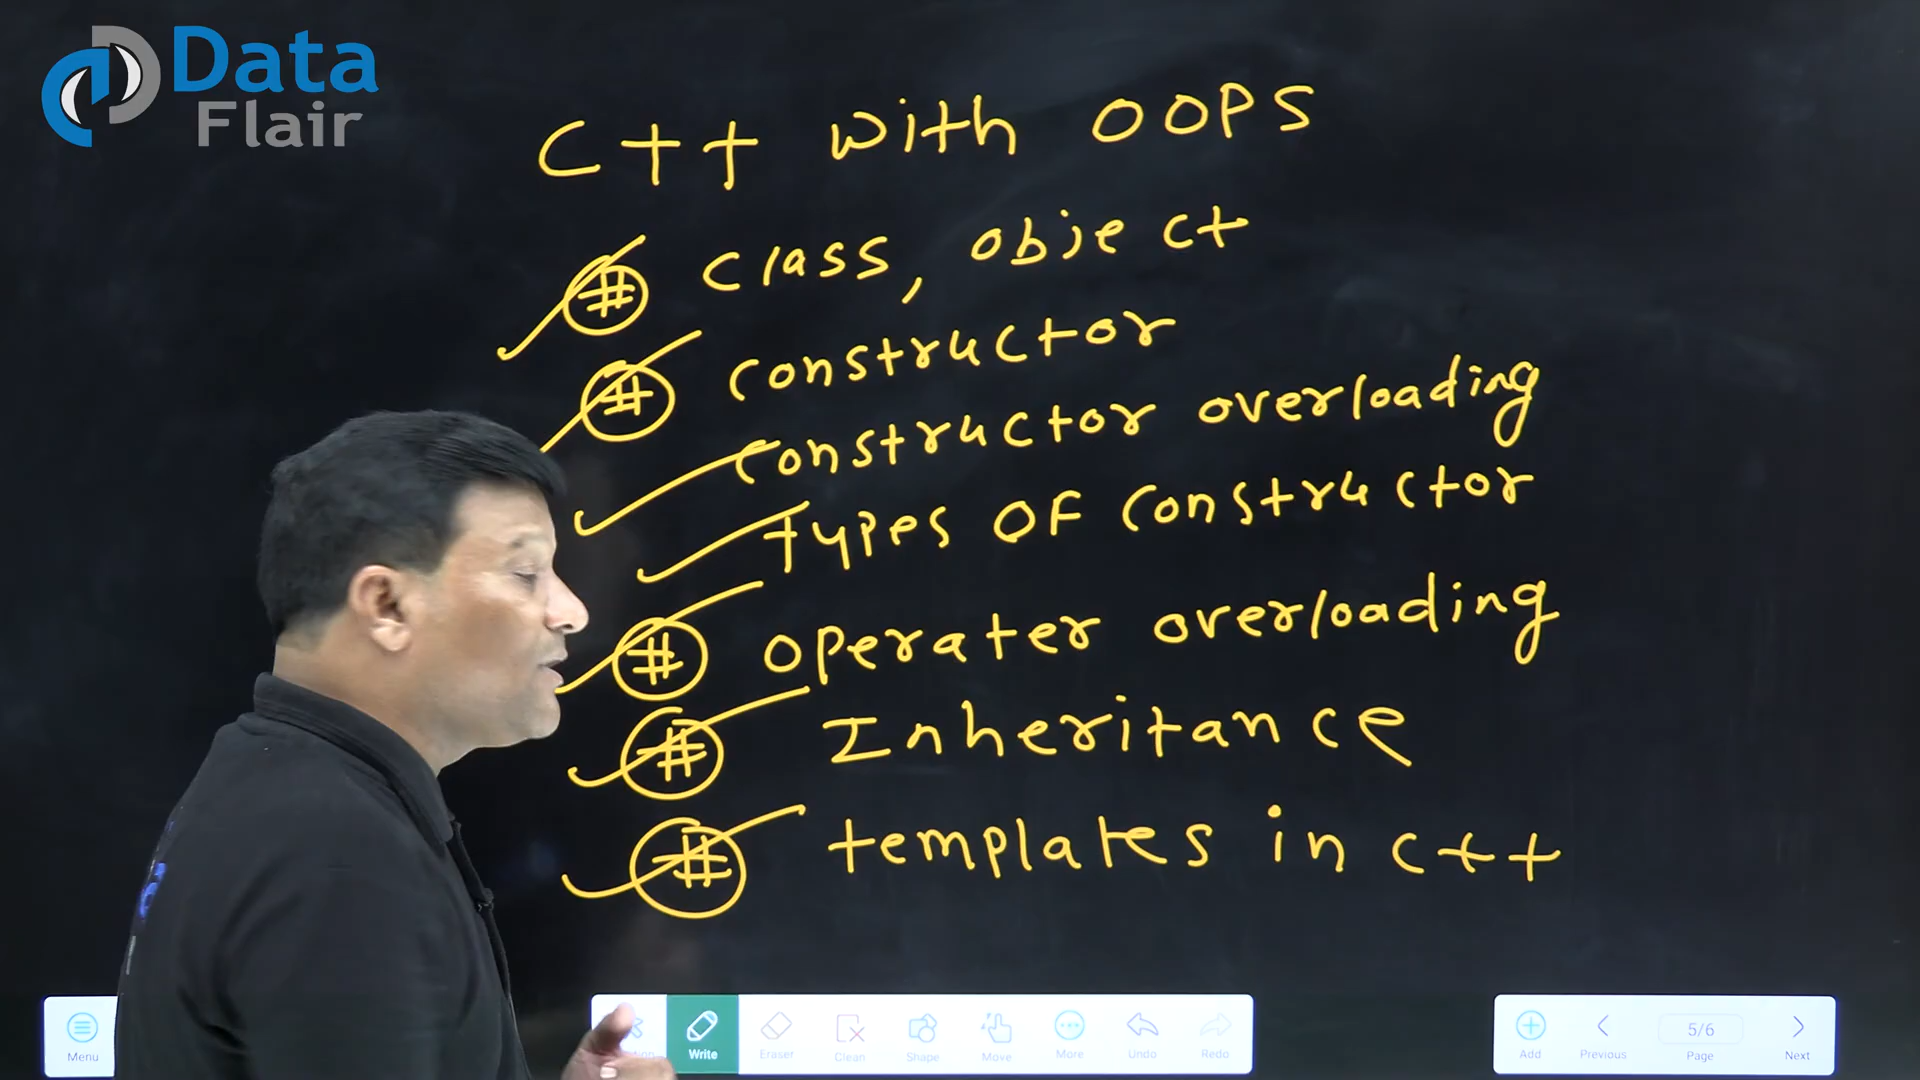 Data
Flair
C++ with OOPS
# class, object
# constructor
constructor overloading
types OF constructor
# operater overloading
# Inheritance
# templates in c++
Menu
Write
Eraser
Clean
Shape
Move
More
Undo
Redo
Add
Previous
5/6
Page
Next